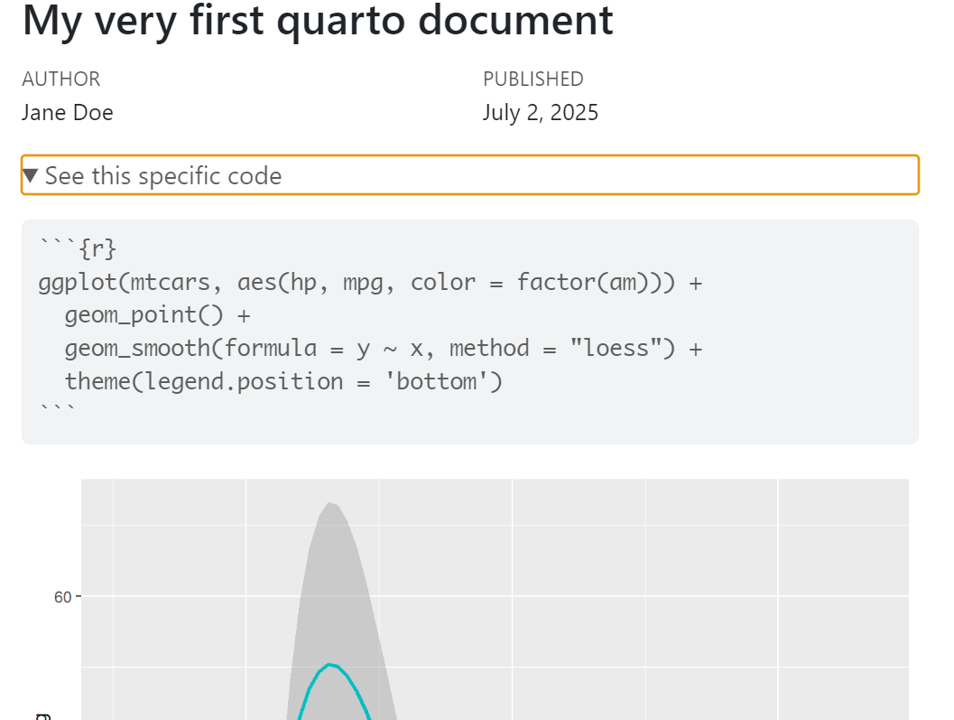 My very first quarto document
AUTHOR
PUBLISHED
Jane Doe
July 2, 2025
▼ See this specific code
```{r}
ggplot(mtcars, aes(hp, mpg, color = factor(am))) +
  geom_point() +
  geom_smooth(formula = y ~ x, method = "loess") +
  theme(legend.position = 'bottom')
```
60